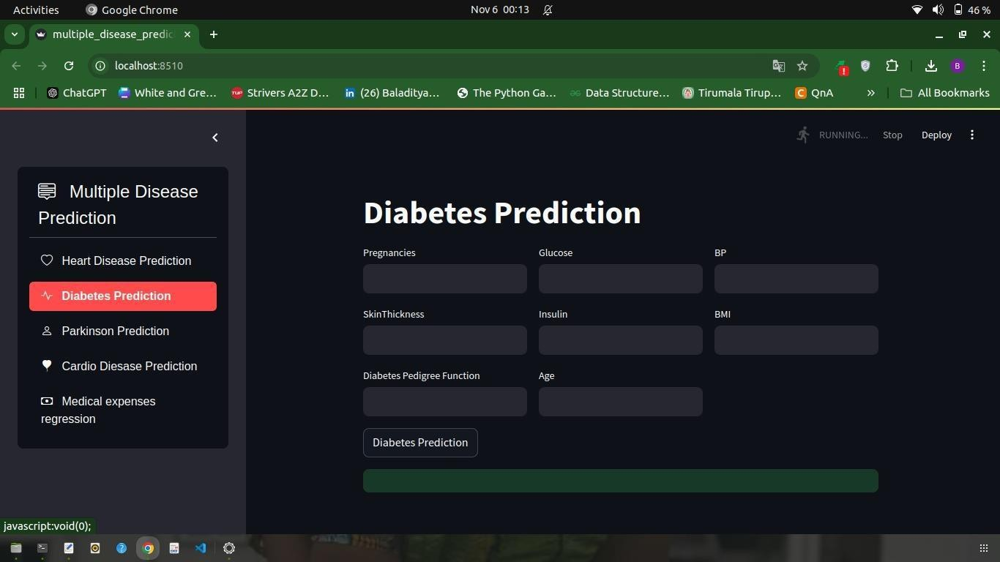 Activities Google Chrome Nov 6 00:13 46 %
multiple_disease_predic
localhost:8510
ChatGPT White and Gre... Strivers A2Z D... (26) Baladitya... The Python Ga... Data Structure... Tirumala Tirup... QnA All Bookmarks
RUNNING... Stop Deploy
Multiple Disease
Prediction
Heart Disease Prediction
Diabetes Prediction
Parkinson Prediction
Cardio Diesase Prediction
Medical expenses
regression
Diabetes Prediction
Pregnancies Glucose BP
SkinThickness Insulin BMI
Diabetes Pedigree Function Age
Diabetes Prediction
javascript:void(0);